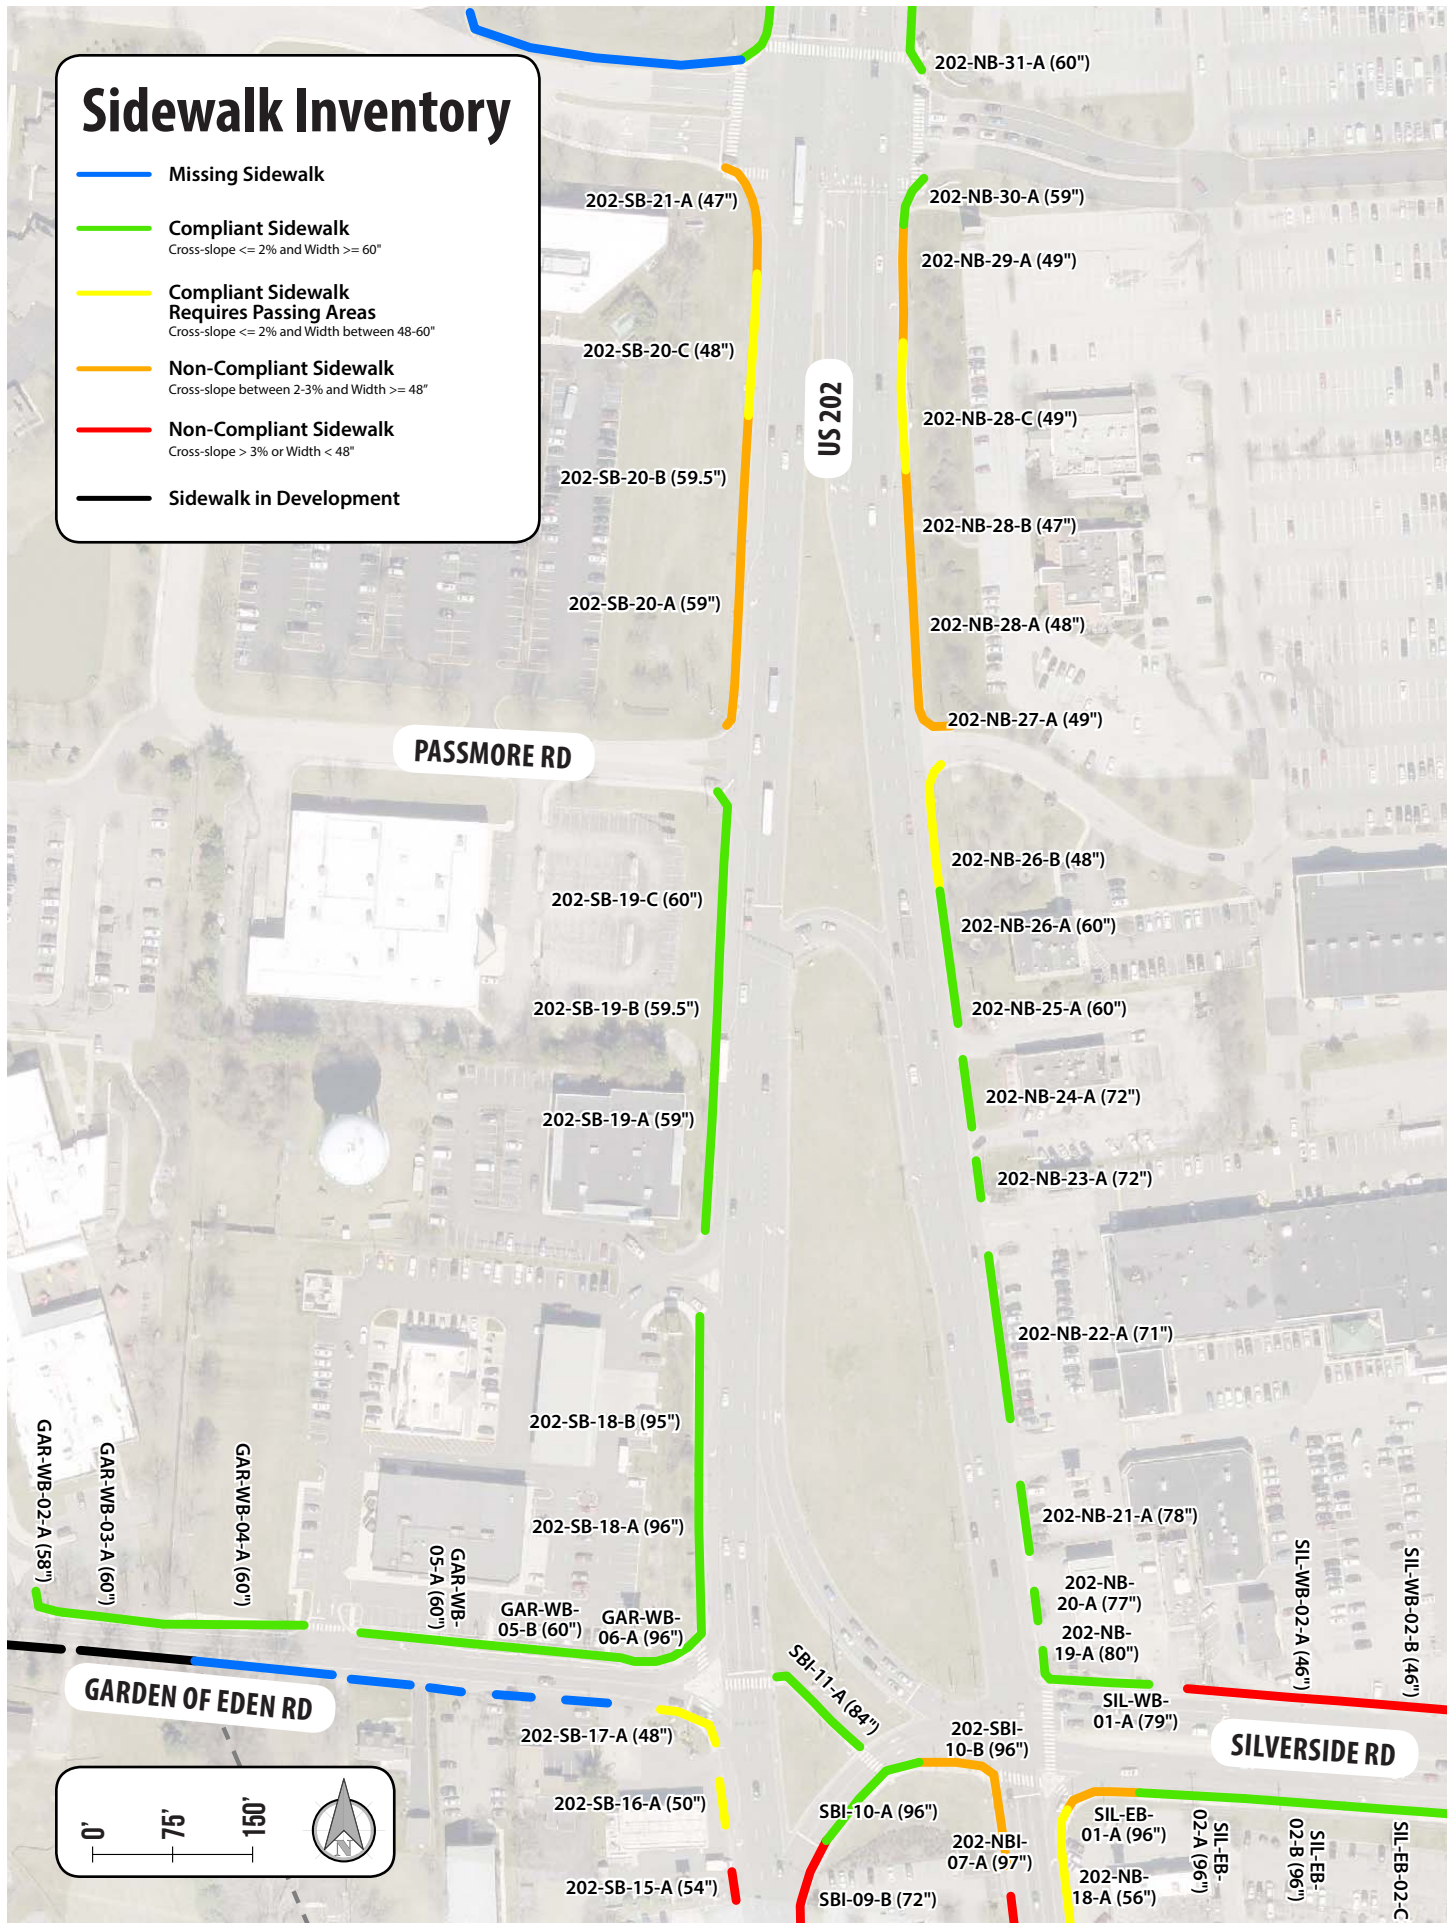 Sidewalk Inventory
Missing Sidewalk
Compliant Sidewalk
Cross-slope <= 2% and Width >= 60"
Compliant Sidewalk
Requires Passing Areas
Cross-slope <= 2% and Width between 48-60"
Non-Compliant Sidewalk
Cross-slope between 2-3% and Width >= 48"
Non-Compliant Sidewalk
Cross-slope > 3% or Width < 48"
Sidewalk in Development
202-NB-31-A (60")
202-SB-21-A (47")
202-NB-30-A (59")
202-NB-29-A (49")
202-SB-20-C (48")
US 202
202-NB-28-C (49")
202-SB-20-B (59.5")
202-NB-28-B (47")
202-SB-20-A (59")
202-NB-28-A (48")
202-NB-27-A (49")
PASSMORE RD
202-NB-26-B (48")
202-SB-19-C (60")
202-NB-26-A (60")
202-SB-19-B (59.5")
202-NB-25-A (60")
202-NB-24-A (72")
202-SB-19-A (59")
202-NB-23-A (72")
202-NB-22-A (71")
202-SB-18-B (95")
GAR-WB-02-A (58")
GAR-WB-03-A (60")
GAR-WB-04-A (60")
202-SB-18-A (96")
202-NB-21-A (78")
GAR-WB-
05-A (60")
GAR-WB-
05-B (60")
GAR-WB-
06-A (96")
202-NB-
20-A (77")
202-NB-
19-A (80")
SIL-WB-02-A (46")
SIL-WB-02-B (46")
SBI-11-A (84")
GARDEN OF EDEN RD
SIL-WB-
01-A (79")
202-SB-17-A (48")
202-SBI-
10-B (96")
SILVERSIDE RD
202-SB-16-A (50")
SBI-10-A (96")
SIL-EB-
01-A (96")
SIL-EB-
02-A (96")
SIL-EB-
02-B (96")
SIL-EB-02-C
202-NBI-
07-A (97")
202-NB-
18-A (56")
202-SB-15-A (54")
SBI-09-B (72")
0'
75'
150'
N